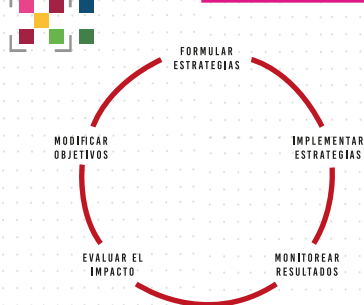 FORMULAR
ESTRATEGIAS
IMPLEMENTAR
ESTRATEGIAS
MONITOREAR
RESULTADOS
EVALUAR EL
IMPACTO
MODIFICAR
OBJETIVOS